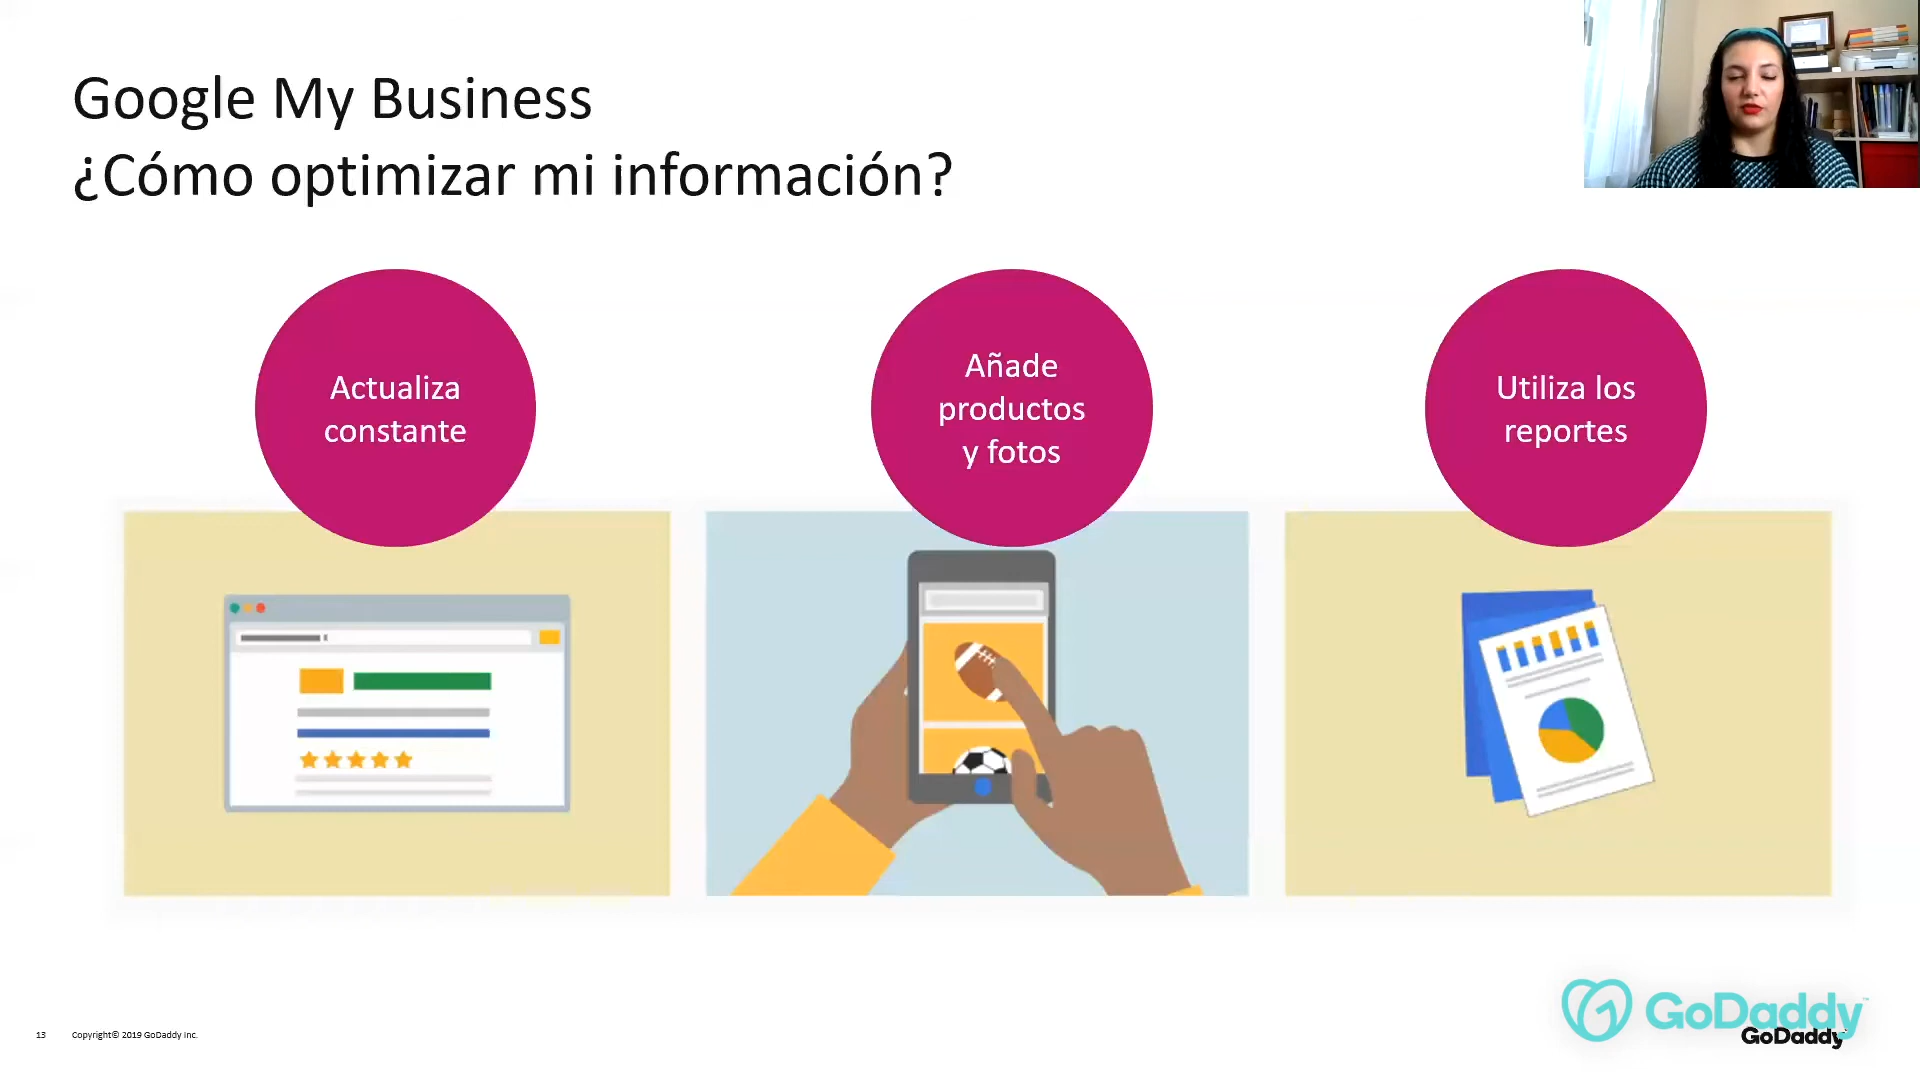 Google My Business
¿Cómo optimizar mi información?
Actualiza
constante
Añade
productos
y fotos
Utiliza los
reportes
13
Copyright© 2019 GoDaddy Inc.
GoDaddy™
GoDaddy